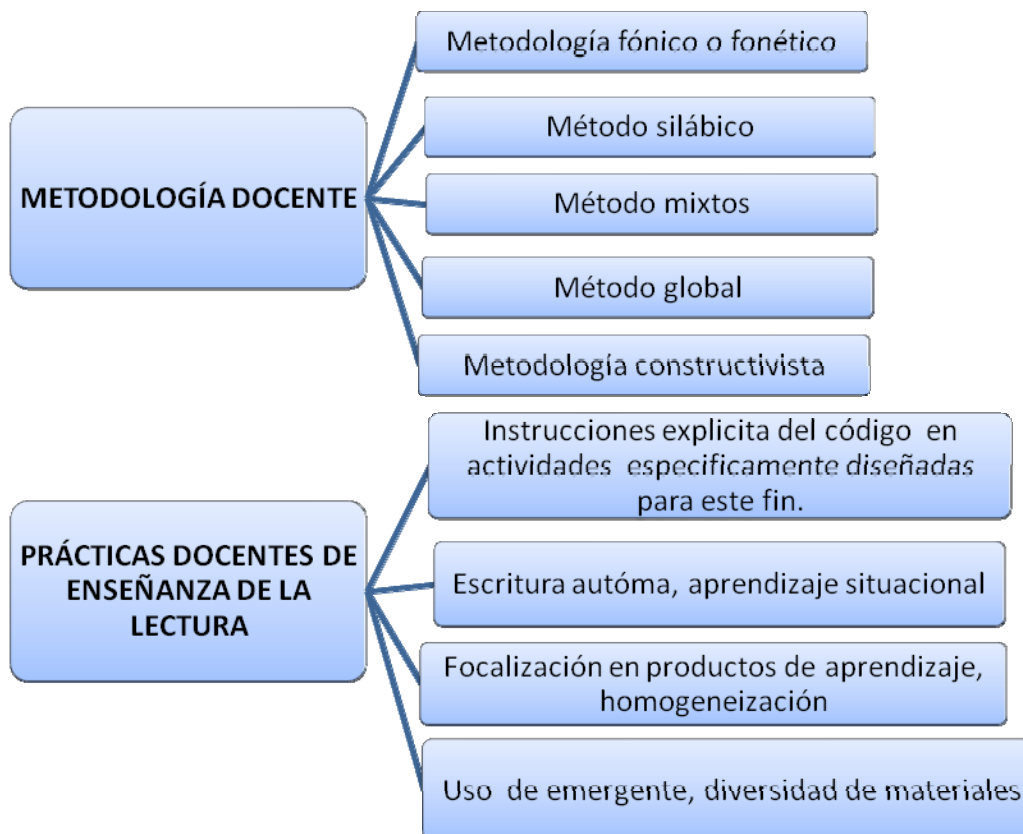 Metodología fónico o fonético
Método silábico
METODOLOGÍA DOCENTE
Método mixtos
Método global
Metodología constructivista
Instrucciones explicita del código en
actividades especificamente diseñadas
para este fin.
PRÁCTICAS DOCENTES DE
ENSEÑANZA DE LA
LECTURA
Escritura autóma, aprendizaje situacional
Focalización en productos de aprendizaje,
homogeneización
Uso de emergente, diversidad de materiales